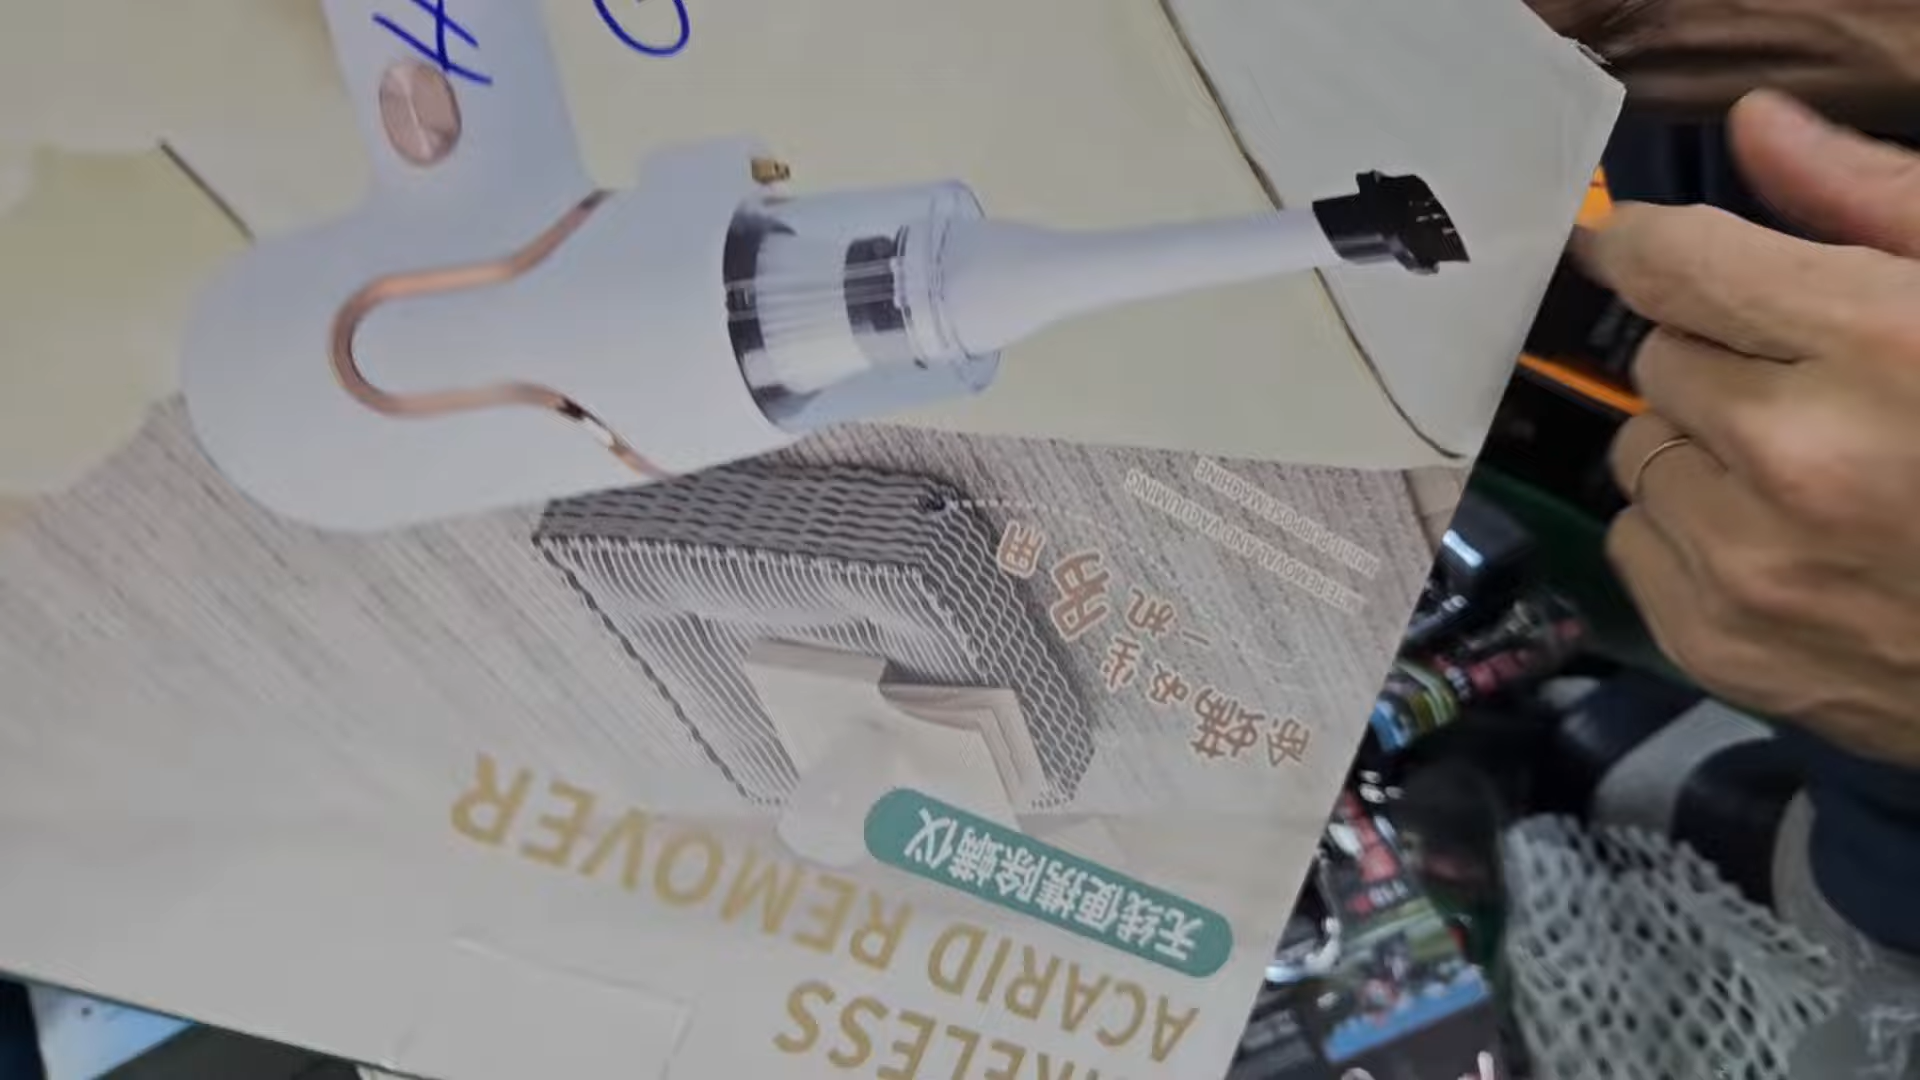 ACARID REMOVER
无线便携除螨仪
除螨吸尘
一机多用
MITE REMOVAL AND VACUUMING
MULTI-PURPOSE MACHINE